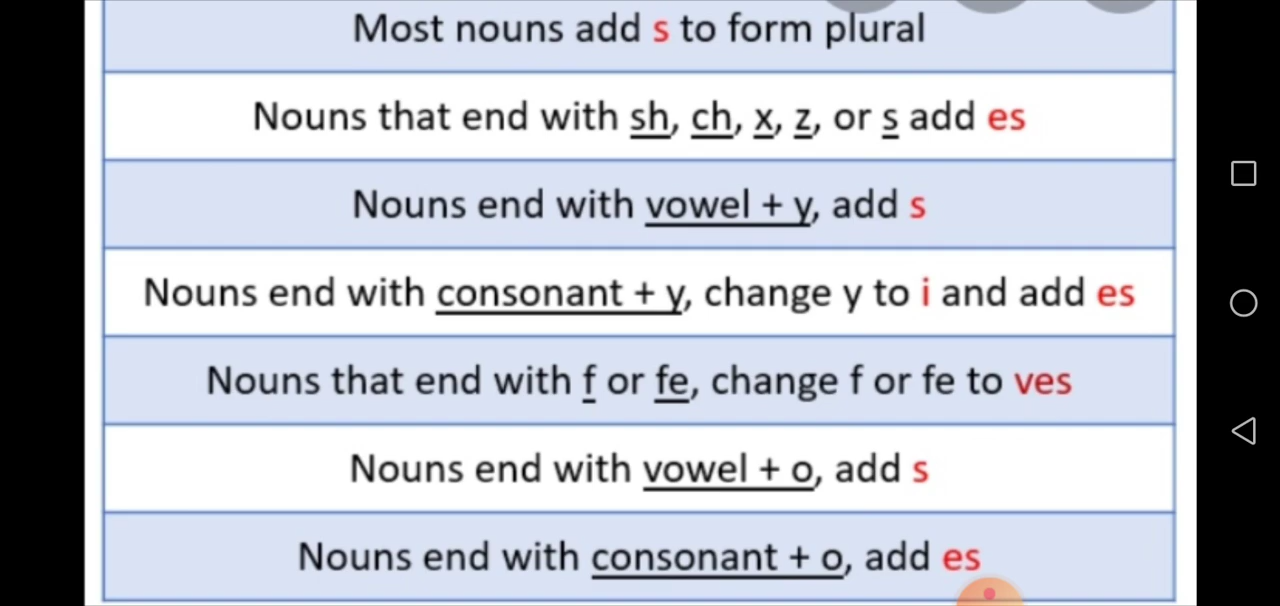 Most nouns add s to form plural
Nouns that end with sh, ch, x, z, or s add es
Nouns end with vowel + y, add s
Nouns end with consonant + y, change y to i and add es
Nouns that end with f or fe, change f or fe to ves
Nouns end with vowel + o, add s
Nouns end with consonant + o, add es